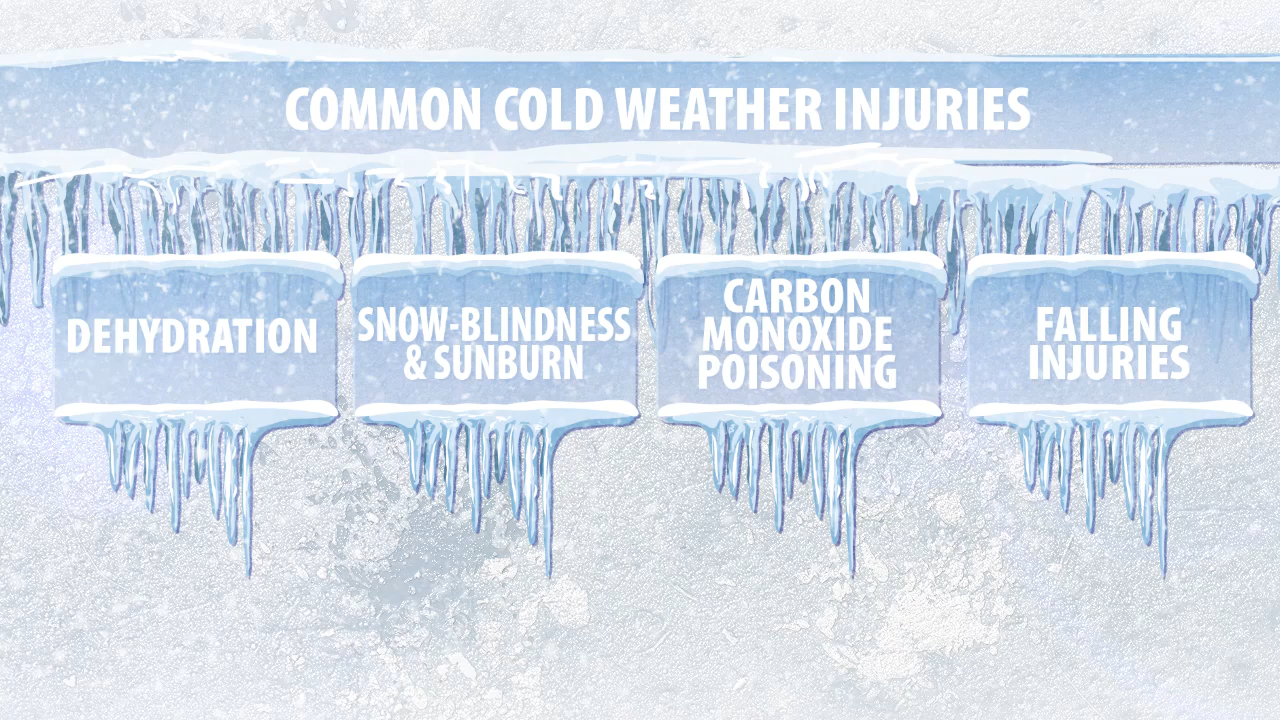 COMMON COLD WEATHER INJURIES
DEHYDRATION
SNOW-BLINDNESS
& SUNBURN
CARBON
MONOXIDE
POISONING
FALLING
INJURIES